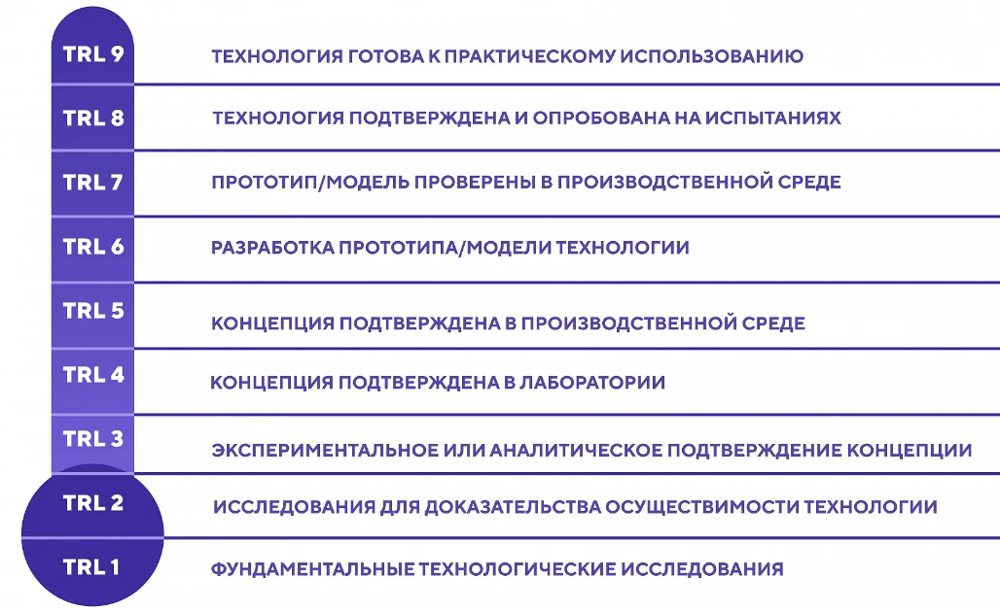 TRL 9 ТЕХНОЛОГИЯ ГОТОВА К ПРАКТИЧЕСКОМУ ИСПОЛЬЗОВАНИЮ
TRL 8 ТЕХНОЛОГИЯ ПОДТВЕРЖДЕНА И ОПРОБОВАНА НА ИСПЫТАНИЯХ
TRL 7 ПРОТОТИП/МОДЕЛЬ ПРОВЕРЕНЫ В ПРОИЗВОДСТВЕННОЙ СРЕДЕ
TRL 6 РАЗРАБОТКА ПРОТОТИПА/МОДЕЛИ ТЕХНОЛОГИИ
TRL 5 КОНЦЕПЦИЯ ПОДТВЕРЖДЕНА В ПРОИЗВОДСТВЕННОЙ СРЕДЕ
TRL 4 КОНЦЕПЦИЯ ПОДТВЕРЖДЕНА В ЛАБОРАТОРИИ
TRL 3 ЭКСПЕРИМЕНТАЛЬНОЕ ИЛИ АНАЛИТИЧЕСКОЕ ПОДТВЕРЖДЕНИЕ КОНЦЕПЦИИ
TRL 2 ИССЛЕДОВАНИЯ ДЛЯ ДОКАЗАТЕЛЬСТВА ОСУЩЕСТВИМОСТИ ТЕХНОЛОГИИ
TRL 1 ФУНДАМЕНТАЛЬНЫЕ ТЕХНОЛОГИЧЕСКИЕ ИССЛЕДОВАНИЯ